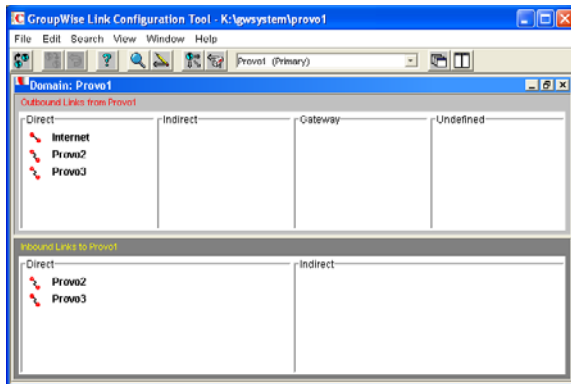 GroupWise Link Configuration Tool - K:\gwsystem\provo1
File Edit Search View Window Help
Provo1 (Primary)
Domain: Provo1
Outbound Links from Provo1
Direct Indirect Gateway Undefined
Internet
Provo2
Provo3
Inbound Links to Provo1
Direct Indirect
Provo2
Provo3